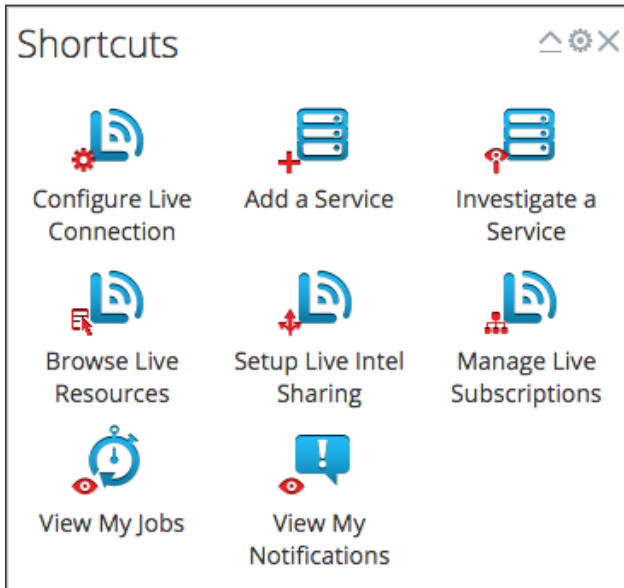 Shortcuts
Configure Live
Connection
Add a Service
Investigate a
Service
Browse Live
Resources
Setup Live Intel
Sharing
Manage Live
Subscriptions
View My Jobs
View My
Notifications